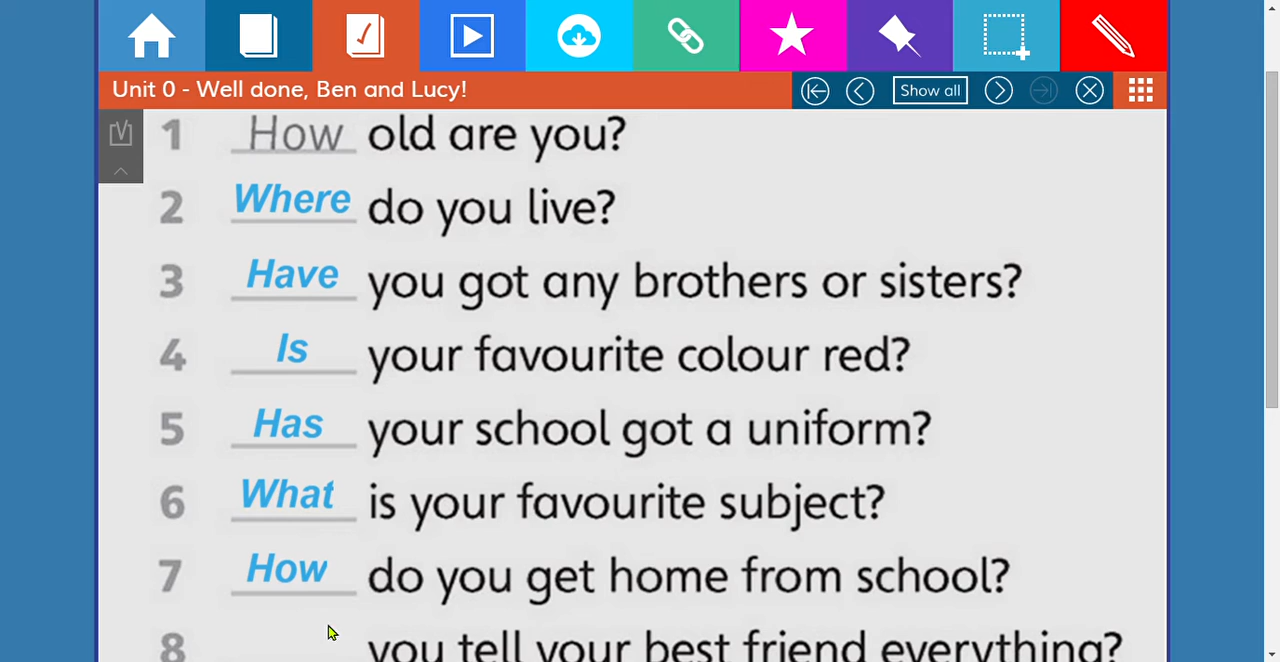 Unit 0 - Well done, Ben and Lucy!
Show all
1 How old are you?
2 Where do you live?
3 Have you got any brothers or sisters?
4 Is your favourite colour red?
5 Has your school got a uniform?
6 What is your favourite subject?
7 How do you get home from school?
8 you tell your best friend everything?